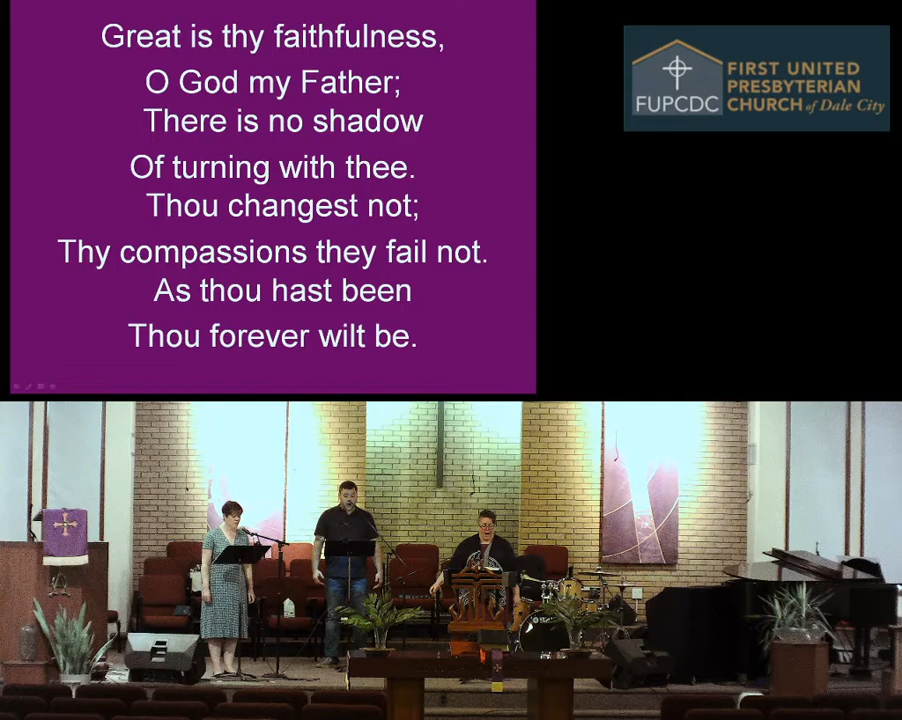 Great is thy faithfulness,
O God my Father;
There is no shadow
Of turning with thee.
Thou changest not;
Thy compassions they fail not.
As thou hast been
Thou forever wilt be.
FUPCDC
FIRST UNITED
PRESBYTERIAN
CHURCH of Dale City